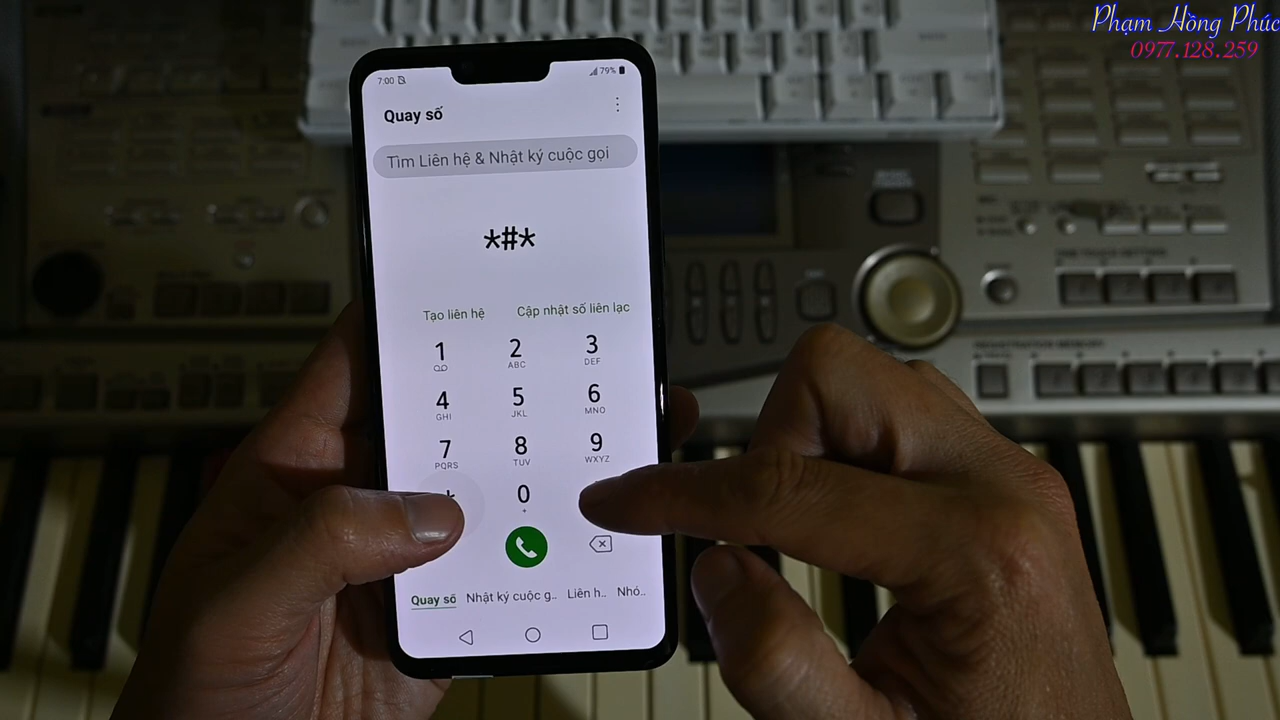 Phạm Hồng Phúc
0977.128.259
7:00
79%
Quay số
Tìm Liên hệ & Nhật ký cuộc gọi
*#*
Tạo liên hệ
Cập nhật số liên lạc
1
2 ABC
3 DEF
4 GHI
5 JKL
6 MNO
7 PQRS
8 TUV
9 WXYZ
0 +
Quay số
Nhật ký cuộc g..
Liên h..
Nhó..